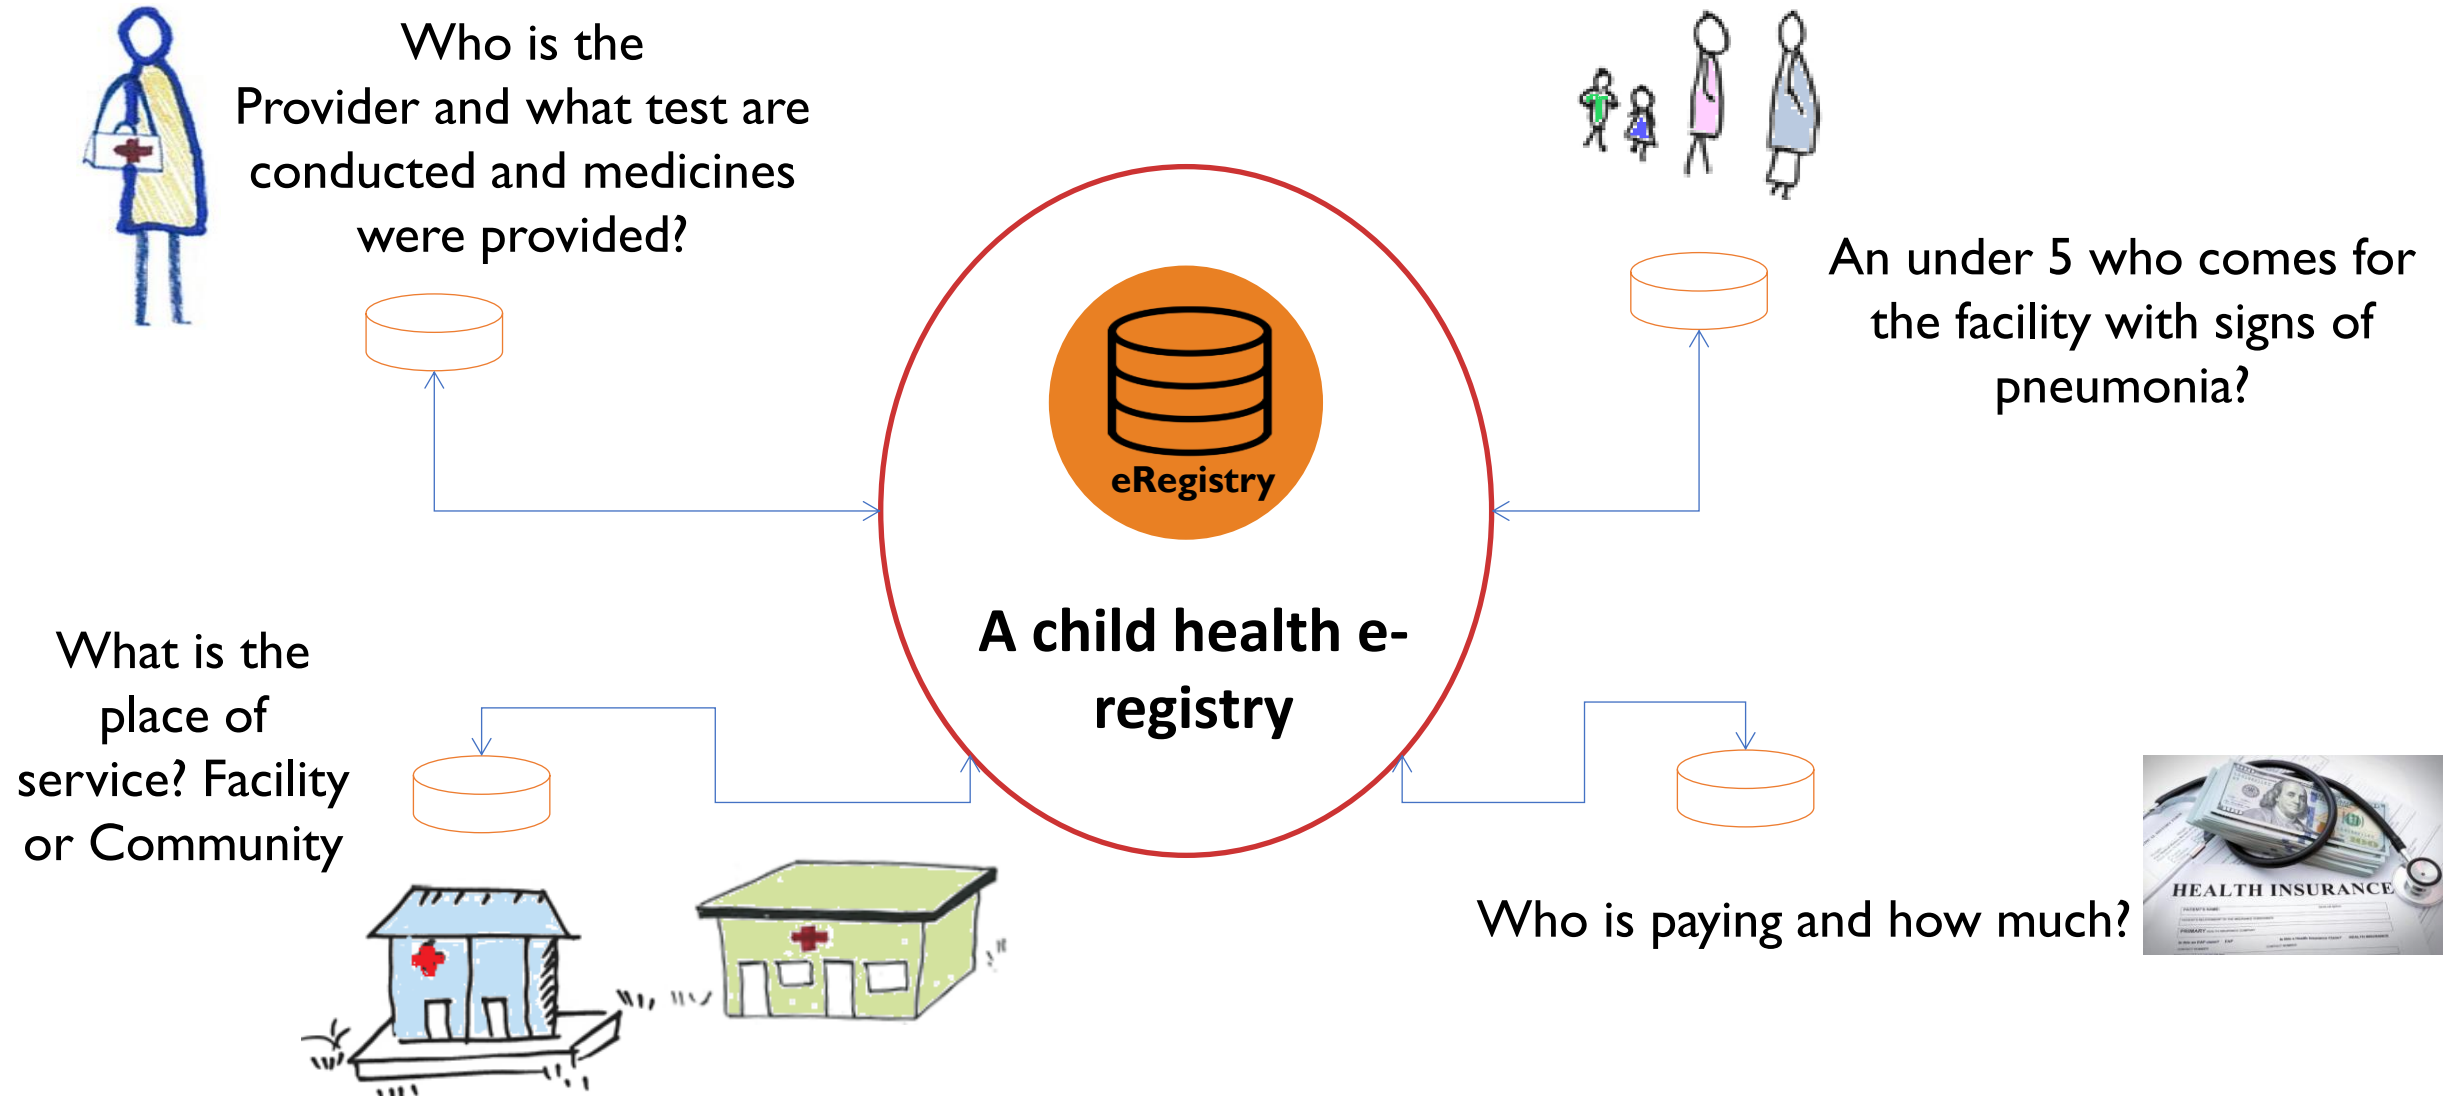 Who is the
Provider and what test are
conducted and medicines
were provided?
An under 5 who comes for
the facility with signs of
pneumonia?
eRegistry
A child health e-
registry
What is the
place of
service? Facility
or Community
Who is paying and how much?
HEALTH INSURANCE
PRIMARY